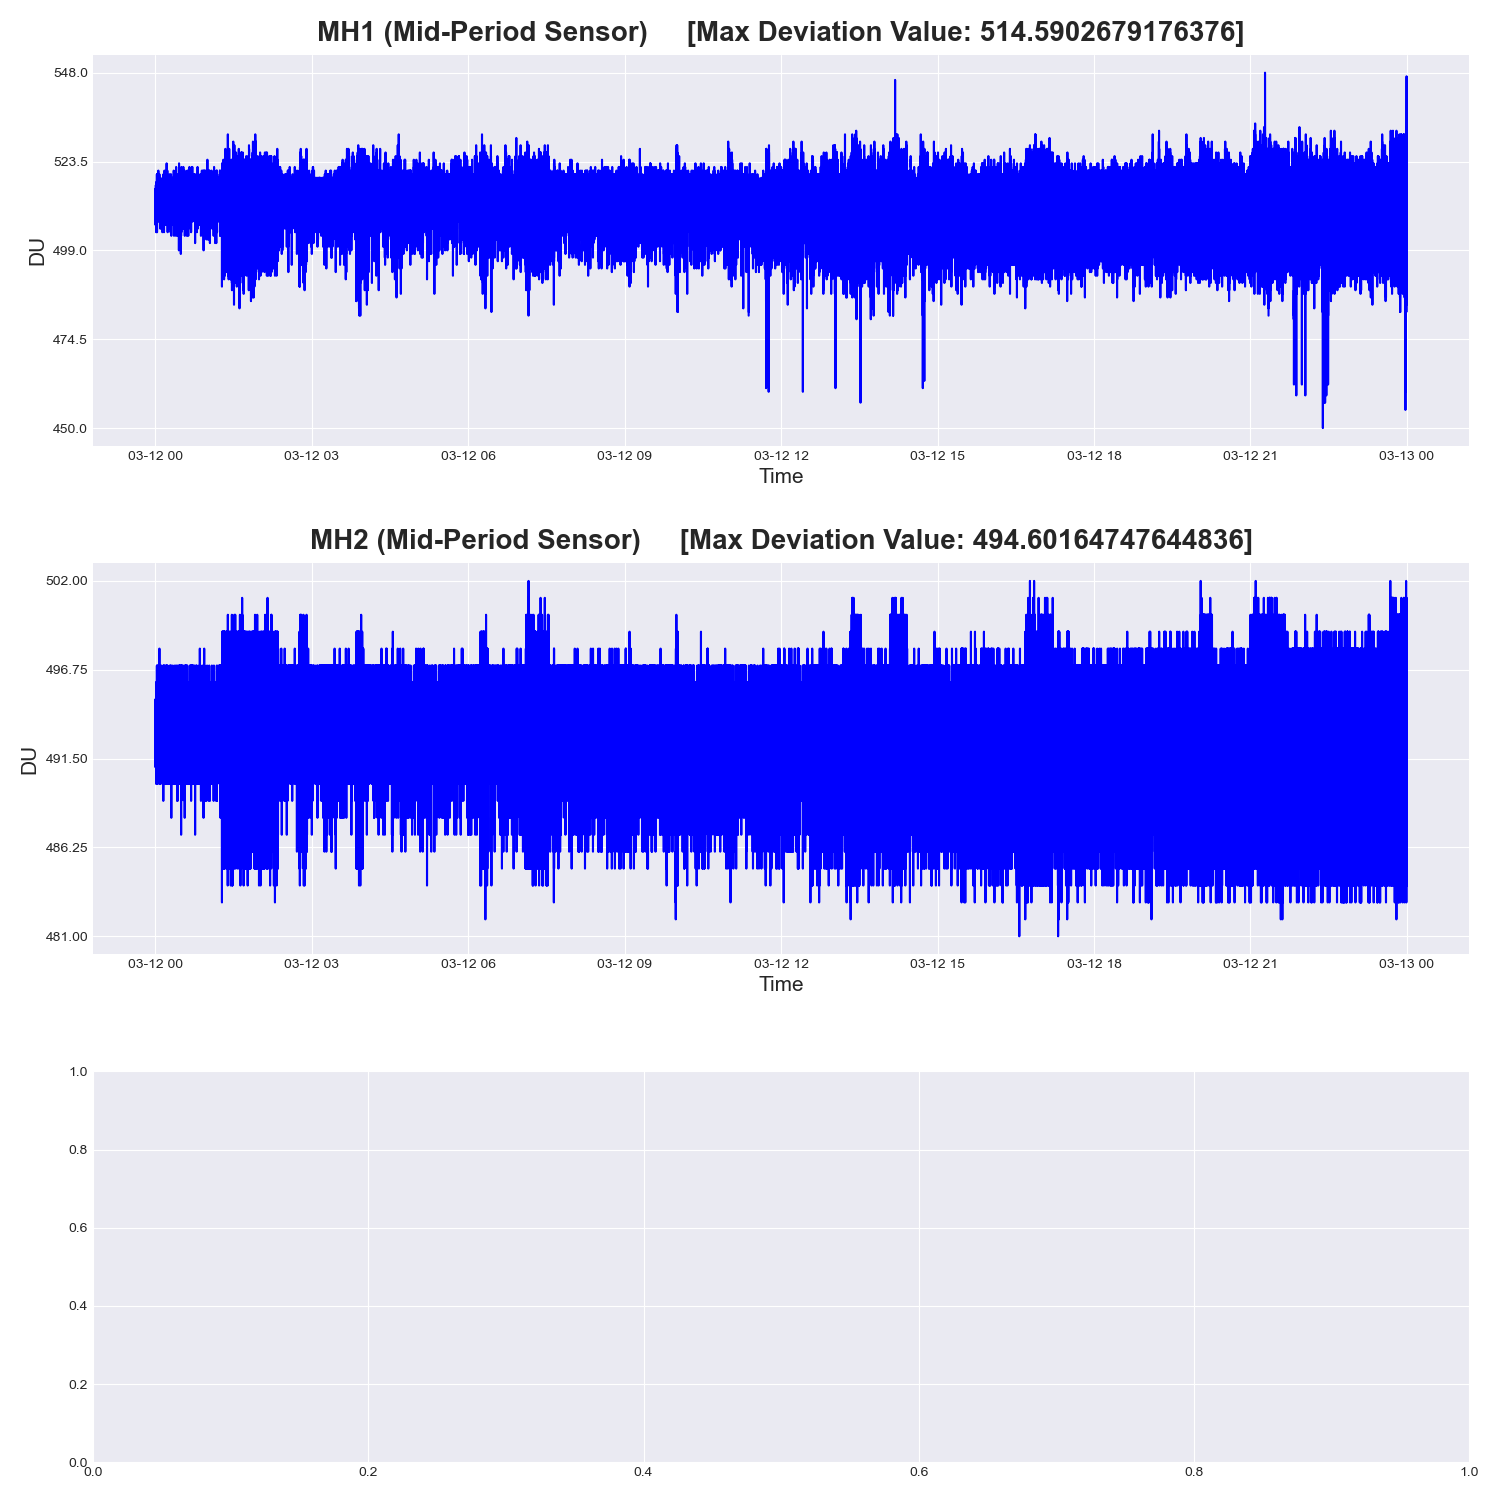 MH1 (Mid-Period Sensor) [Max Deviation Value: 514.5902679176376]
548.0
523.5
499.0
474.5
450.0
DU
03-12 00 03-12 03 03-12 06 03-12 09 03-12 12 03-12 15 03-12 18 03-12 21 03-13 00
Time
MH2 (Mid-Period Sensor) [Max Deviation Value: 494.60164747644836]
502.00
496.75
491.50
486.25
481.00
DU
03-12 00 03-12 03 03-12 06 03-12 09 03-12 12 03-12 15 03-12 18 03-12 21 03-13 00
Time
1.0
0.8
0.6
0.4
0.2
0.0
0.0 0.2 0.4 0.6 0.8 1.0